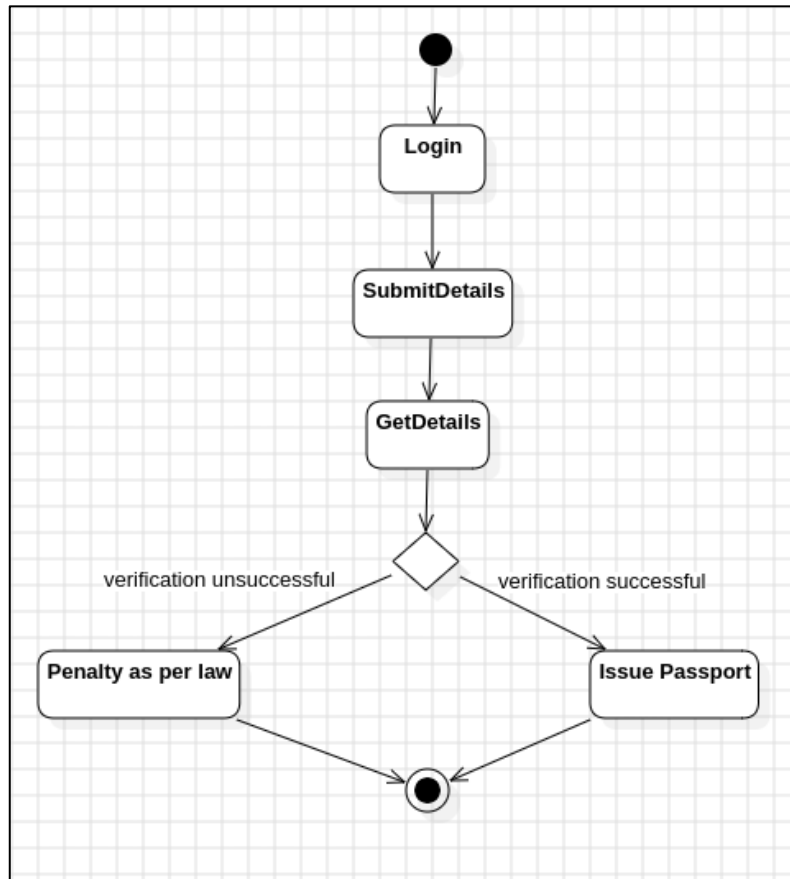 Login
SubmitDetails
GetDetails
verification unsuccessful
verification successful
Penalty as per law
Issue Passport